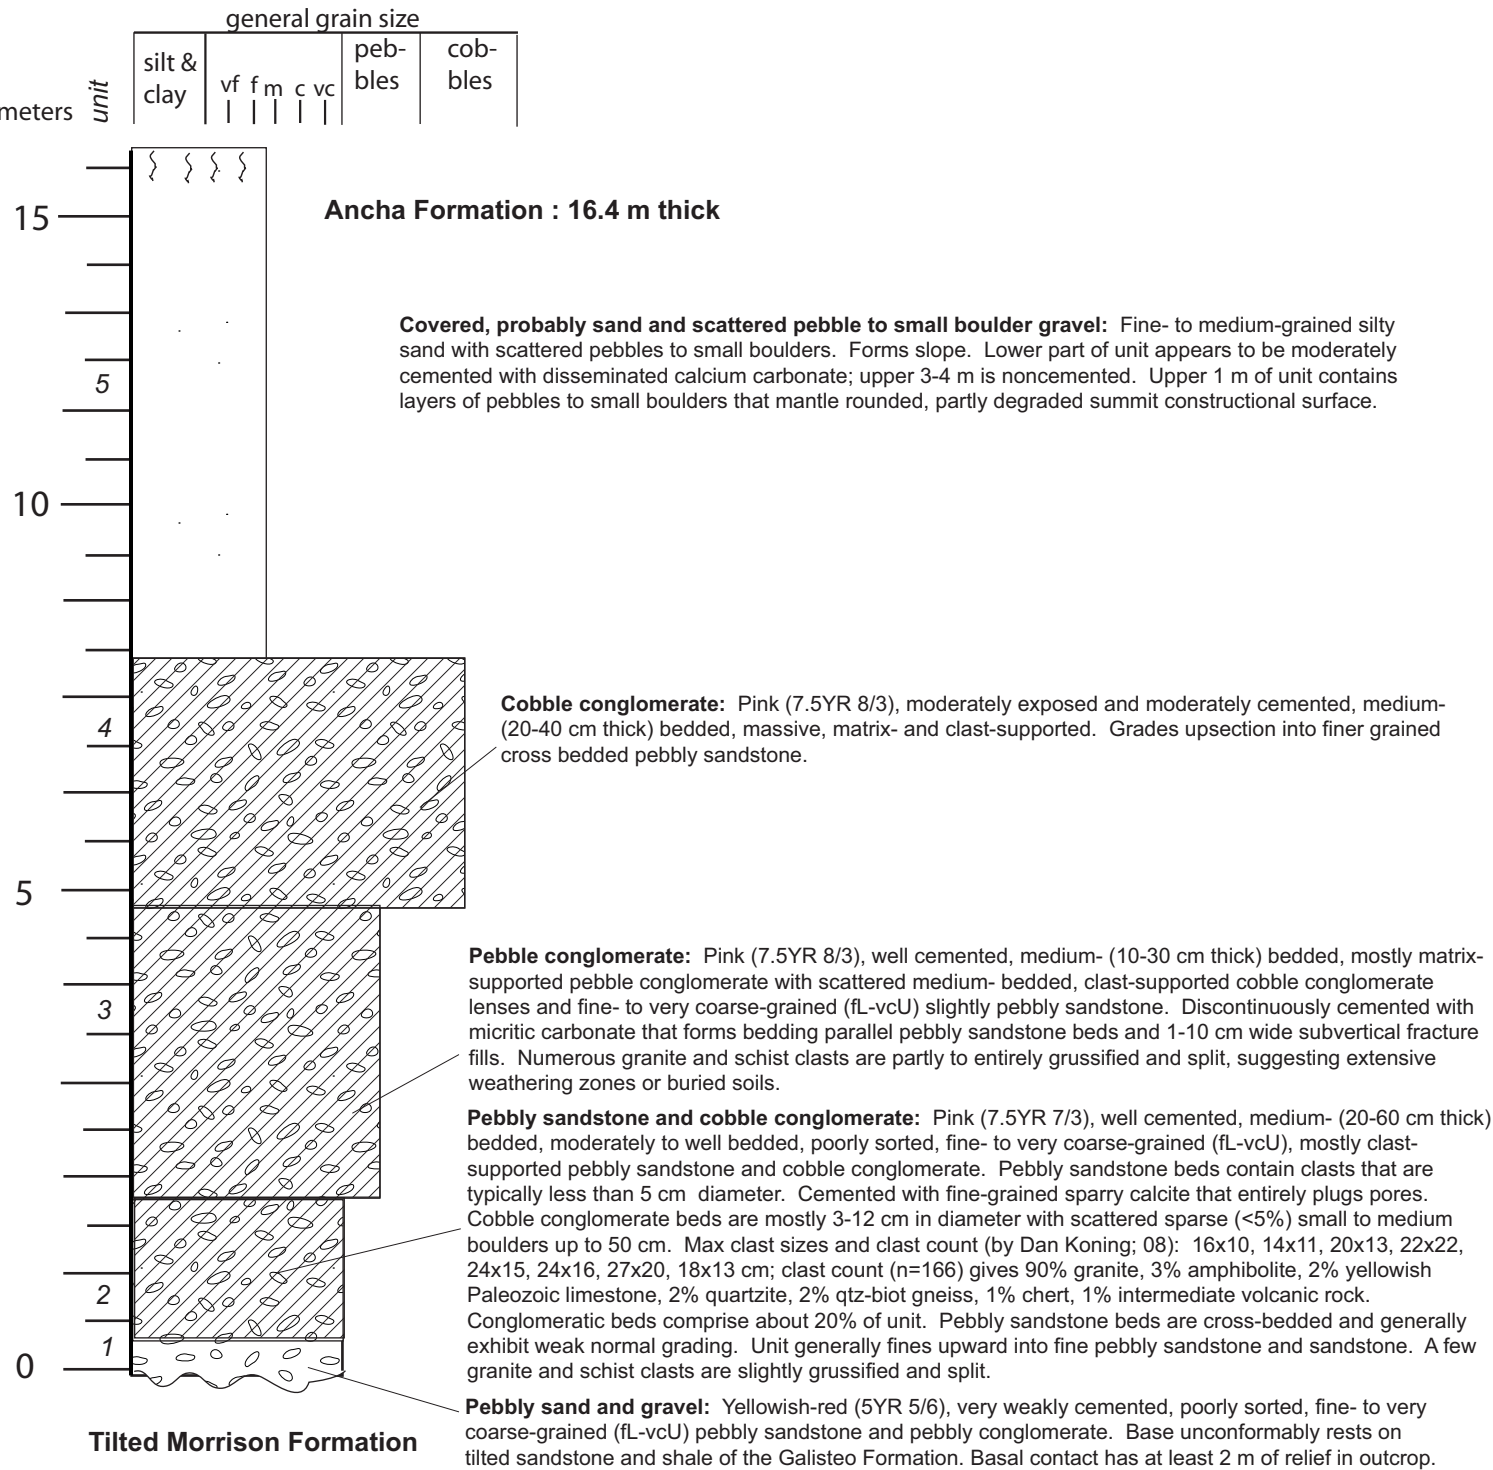 general grain size
meters
unit
silt &
clay
vf f m c vc
peb-
bles
cob-
bles
15
Ancha Formation : 16.4 m thick
Covered, probably sand and scattered pebble to small boulder gravel: Fine- to medium-grained silty
sand with scattered pebbles to small boulders. Forms slope. Lower part of unit appears to be moderately
cemented with disseminated calcium carbonate; upper 3-4 m is noncemented. Upper 1 m of unit contains
layers of pebbles to small boulders that mantle rounded, partly degraded summit constructional surface.
5
10
Cobble conglomerate: Pink (7.5YR 8/3), moderately exposed and moderately cemented, medium-
(20-40 cm thick) bedded, massive, matrix- and clast-supported. Grades upsection into finer grained
cross bedded pebbly sandstone.
4
5
Pebble conglomerate: Pink (7.5YR 8/3), well cemented, medium- (10-30 cm thick) bedded, mostly matrix-
supported pebble conglomerate with scattered medium- bedded, clast-supported cobble conglomerate
lenses and fine- to very coarse-grained (fL-vcU) slightly pebbly sandstone. Discontinuously cemented with
micritic carbonate that forms bedding parallel pebbly sandstone beds and 1-10 cm wide subvertical fracture
fills. Numerous granite and schist clasts are partly to entirely grussified and split, suggesting extensive
weathering zones or buried soils.
3
Pebbly sandstone and cobble conglomerate: Pink (7.5YR 7/3), well cemented, medium- (20-60 cm thick)
bedded, moderately to well bedded, poorly sorted, fine- to very coarse-grained (fL-vcU), mostly clast-
supported pebbly sandstone and cobble conglomerate. Pebbly sandstone beds contain clasts that are
typically less than 5 cm diameter. Cemented with fine-grained sparry calcite that entirely plugs pores.
Cobble conglomerate beds are mostly 3-12 cm in diameter with scattered sparse (<5%) small to medium
boulders up to 50 cm. Max clast sizes and clast count (by Dan Koning; 08): 16x10, 14x11, 20x13, 22x22,
24x15, 24x16, 27x20, 18x13 cm; clast count (n=166) gives 90% granite, 3% amphibolite, 2% yellowish
Paleozoic limestone, 2% quartzite, 2% qtz-biot gneiss, 1% chert, 1% intermediate volcanic rock.
Conglomeratic beds comprise about 20% of unit. Pebbly sandstone beds are cross-bedded and generally
exhibit weak normal grading. Unit generally fines upward into fine pebbly sandstone and sandstone. A few
granite and schist clasts are slightly grussified and split.
2
1
0
Pebbly sand and gravel: Yellowish-red (5YR 5/6), very weakly cemented, poorly sorted, fine- to very
coarse-grained (fL-vcU) pebbly sandstone and pebbly conglomerate. Base unconformably rests on
tilted sandstone and shale of the Galisteo Formation. Basal contact has at least 2 m of relief in outcrop.
Tilted Morrison Formation